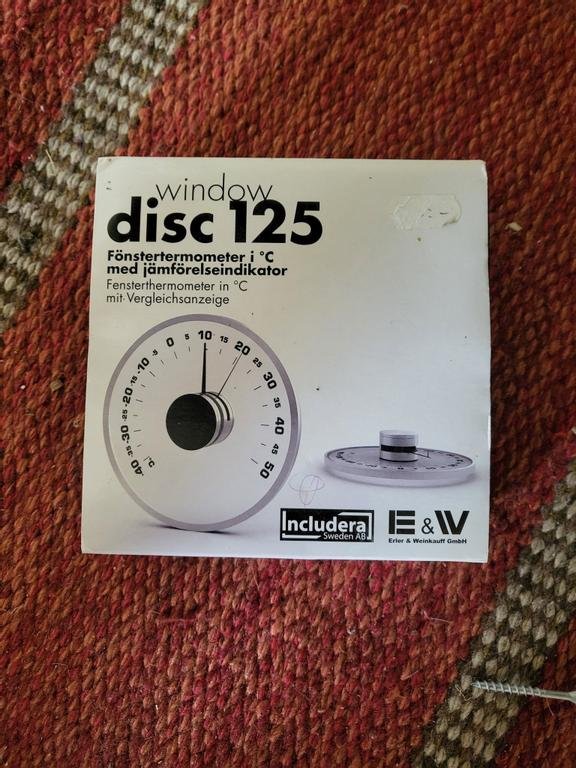 window
disc 125
Fönstertermometer i °C
med jämförelseindikator
Fensterthermometer in °C
mit Vergleichsanzeige
-40 -35 -30 -25 -20 -15 -10 -5 0 5 10 15 20 25 30 35 40 45 50
°C
Includera
Sweden AB
E & W
Erler & Weinkauff GmbH